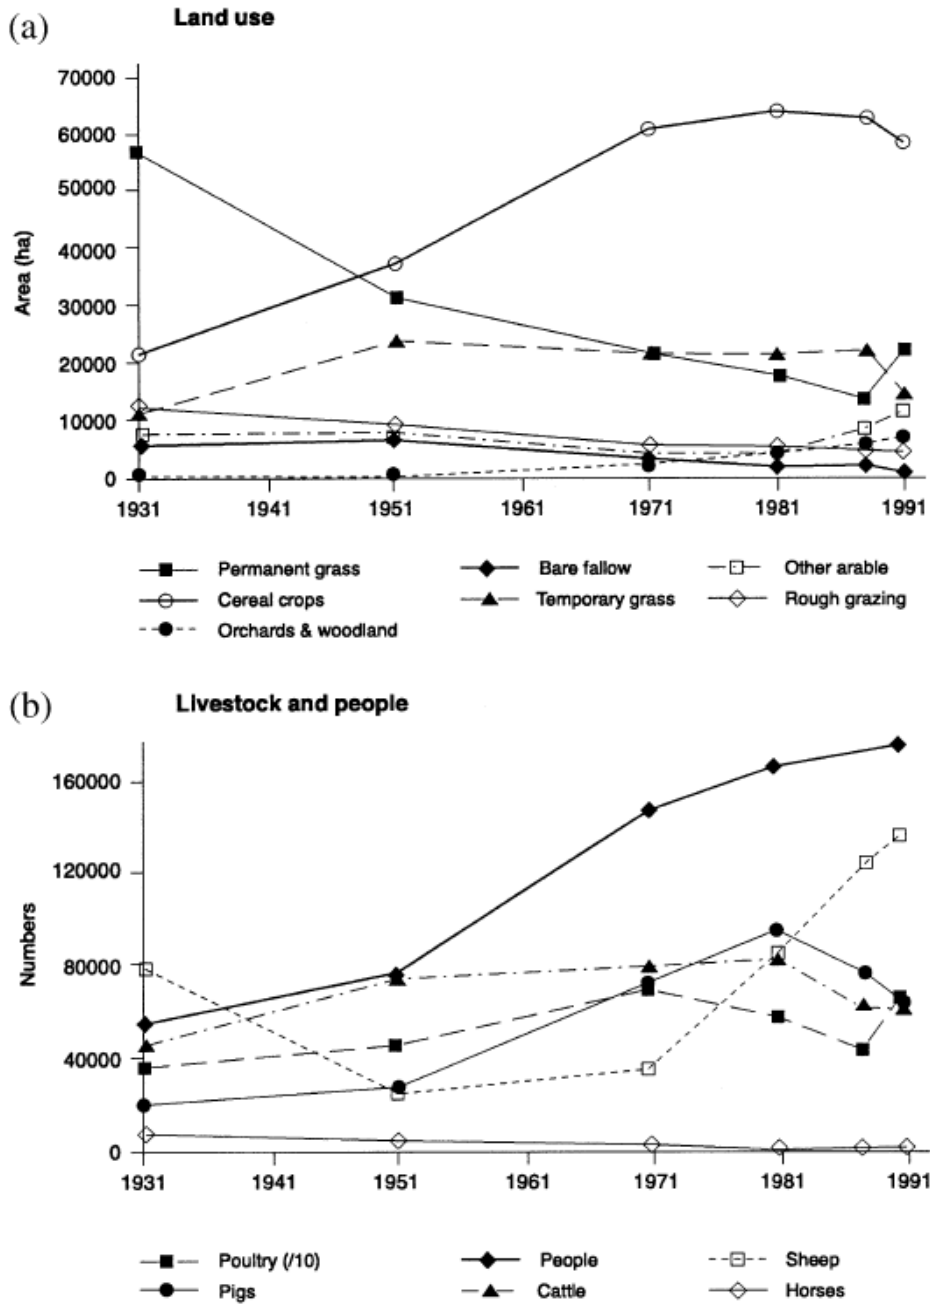 (a) Land use
70000
60000
50000
40000
30000
20000
10000
0
Area (ha)
1931 1941 1951 1961 1971 1981 1991
Permanent grass Bare fallow Other arable
Cereal crops Temporary grass Rough grazing
Orchards & woodland
(b) Livestock and people
160000
120000
80000
40000
0
Numbers
1931 1941 1951 1961 1971 1981 1991
Poultry (/10) People Sheep
Pigs Cattle Horses